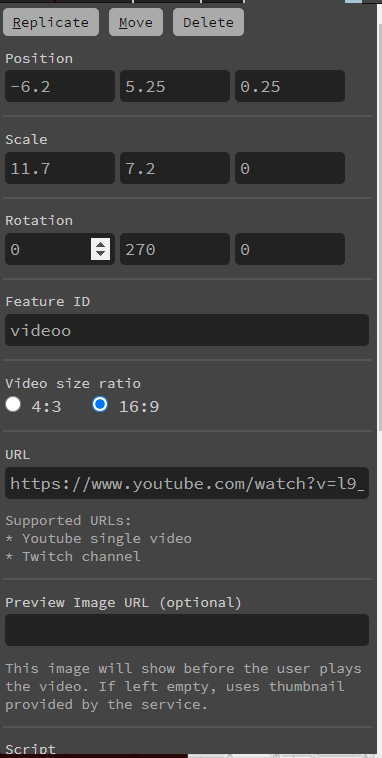 Replicate Move Delete
Position
-6.2 5.25 0.25
Scale
11.7 7.2 0
Rotation
0 270 0
Feature ID
videoo
Video size ratio
4:3 16:9
URL
https://www.youtube.com/watch?v=l9_
Supported URLs:
* Youtube single video
* Twitch channel
Preview Image URL (optional)
This image will show before the user plays
the video. If left empty, uses thumbnail
provided by the service.
Script